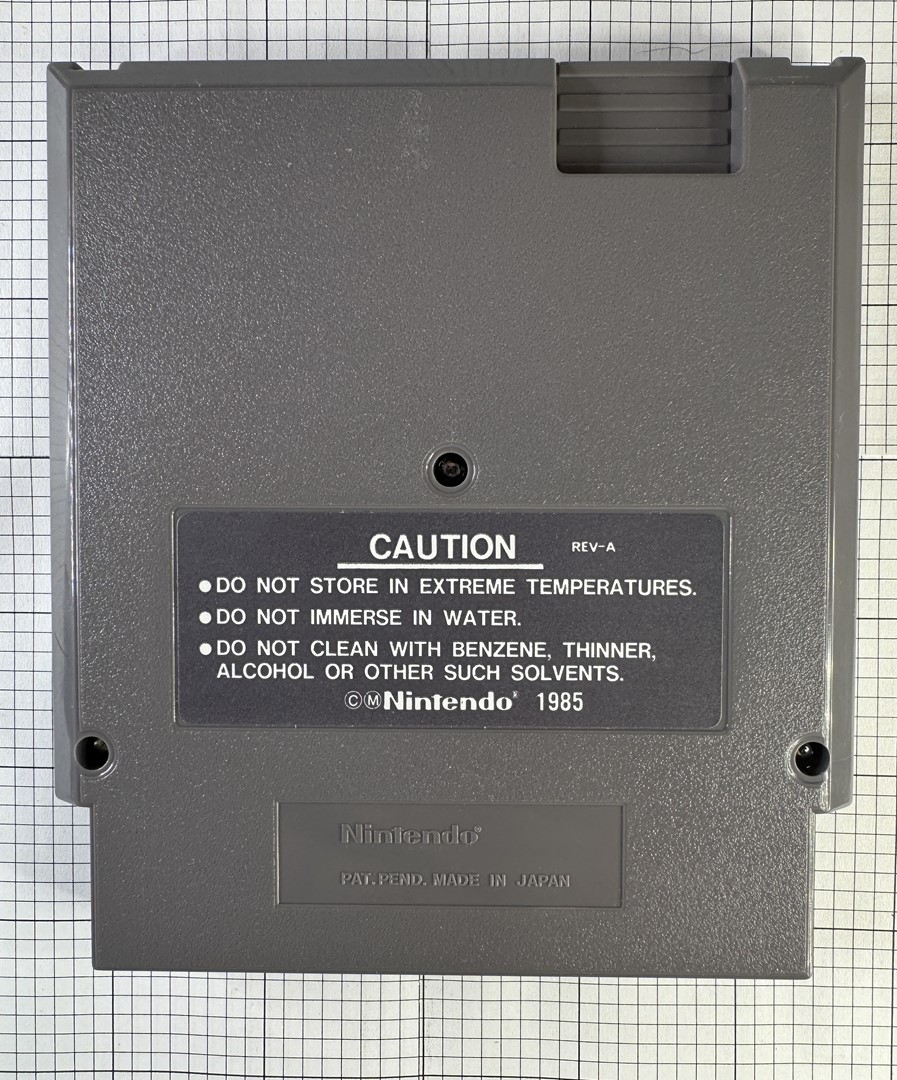 CAUTION REV-A
●DO NOT STORE IN EXTREME TEMPERATURES.
●DO NOT IMMERSE IN WATER.
●DO NOT CLEAN WITH BENZENE, THINNER,
ALCOHOL OR OTHER SUCH SOLVENTS.
ⒸⓂNintendo® 1985
Nintendo®
PAT. PEND. MADE IN JAPAN